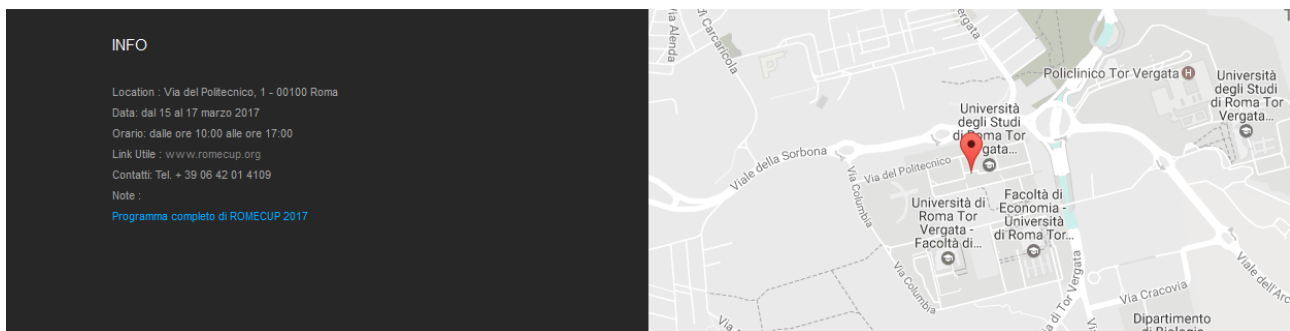 INFO
Location : Via del Politecnico, 1 - 00100 Roma
Data: dal 15 al 17 marzo 2017
Orario: dalle ore 10:00 alle ore 17:00
Link Utile : www.romecup.org
Contatti: Tel. + 39 06 42 01 4109
Note :
Programma completo di ROMECUP 2017
Via Alenda
di Carcaricola
Vergata
T
Policlinico Tor Vergata
H
Università
degli Studi
di Roma Tor
Vergata...
Università
degli Studi
di Roma Tor
Vergata...
Viale della Sorbona
Via del Politecnico
Via Columbia
Università di
Roma Tor
Vergata -
Facoltà di...
Facoltà di
Economia -
Università
di Roma Tor...
Via Columbia
Via di Tor Vergata
Viale dell'Arc
Via Cracovia
Dipartimento
di Biologia